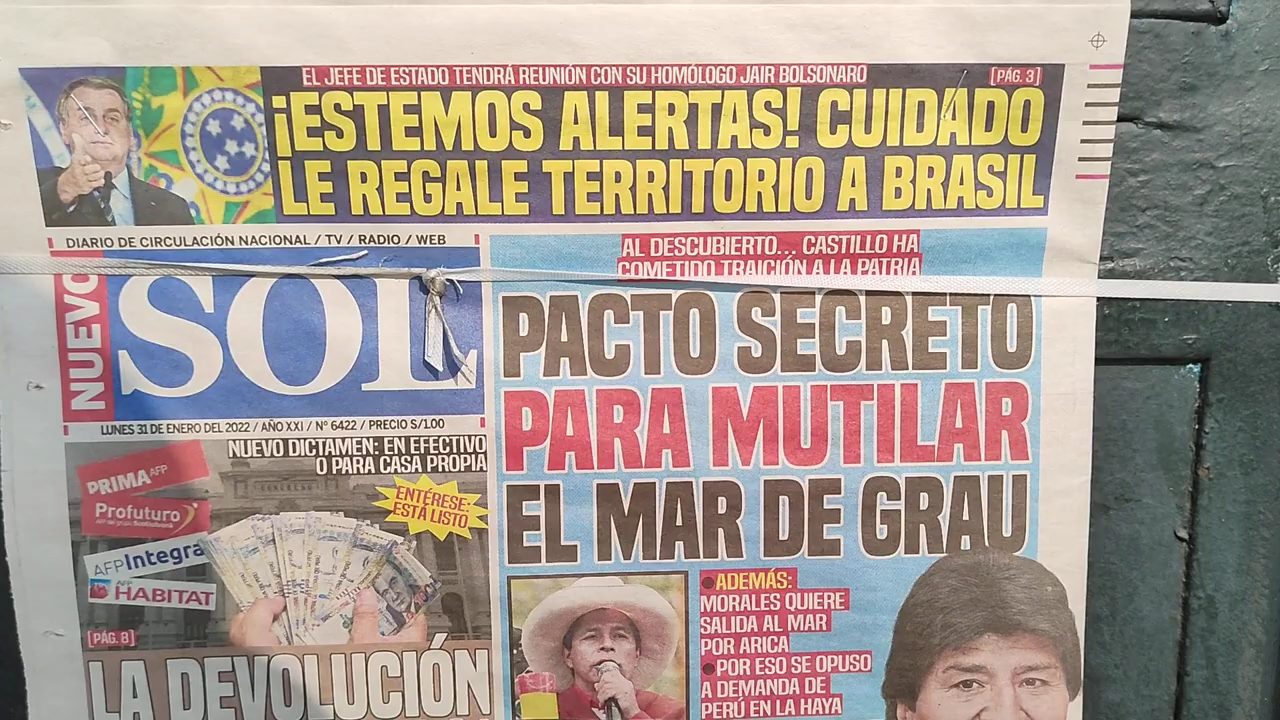 EL JEFE DE ESTADO TENDRÁ REUNIÓN CON SU HOMÓLOGO JAIR BOLSONARO
[PÁG. 3]
¡ESTEMOS ALERTAS! CUIDADO
LE REGALE TERRITORIO A BRASIL
DIARIO DE CIRCULACIÓN NACIONAL / TV / RADIO / WEB
NUEVO
SOL
LUNES 31 DE ENERO DEL 2022 / AÑO XXI / N° 6422 / PRECIO S/1.00
AL DESCUBIERTO... CASTILLO HA
COMETIDO TRAICIÓN A LA PATRIA
PACTO SECRETO
PARA MUTILAR
EL MAR DE GRAU
NUEVO DICTAMEN: EN EFECTIVO
O PARA CASA PROPIA
ENTÉRESE:
ESTÁ LISTO
PRIMA AFP
Profuturo
AFP del grupo Scotiabank
AFP Integra
AFP
HABITAT
[PÁG. 8]
LA DEVOLUCIÓN
•ADEMÁS:
MORALES QUIERE
SALIDA AL MAR
POR ARICA
•POR ESO SE OPUSO
A DEMANDA DE
PERÚ EN LA HAYA